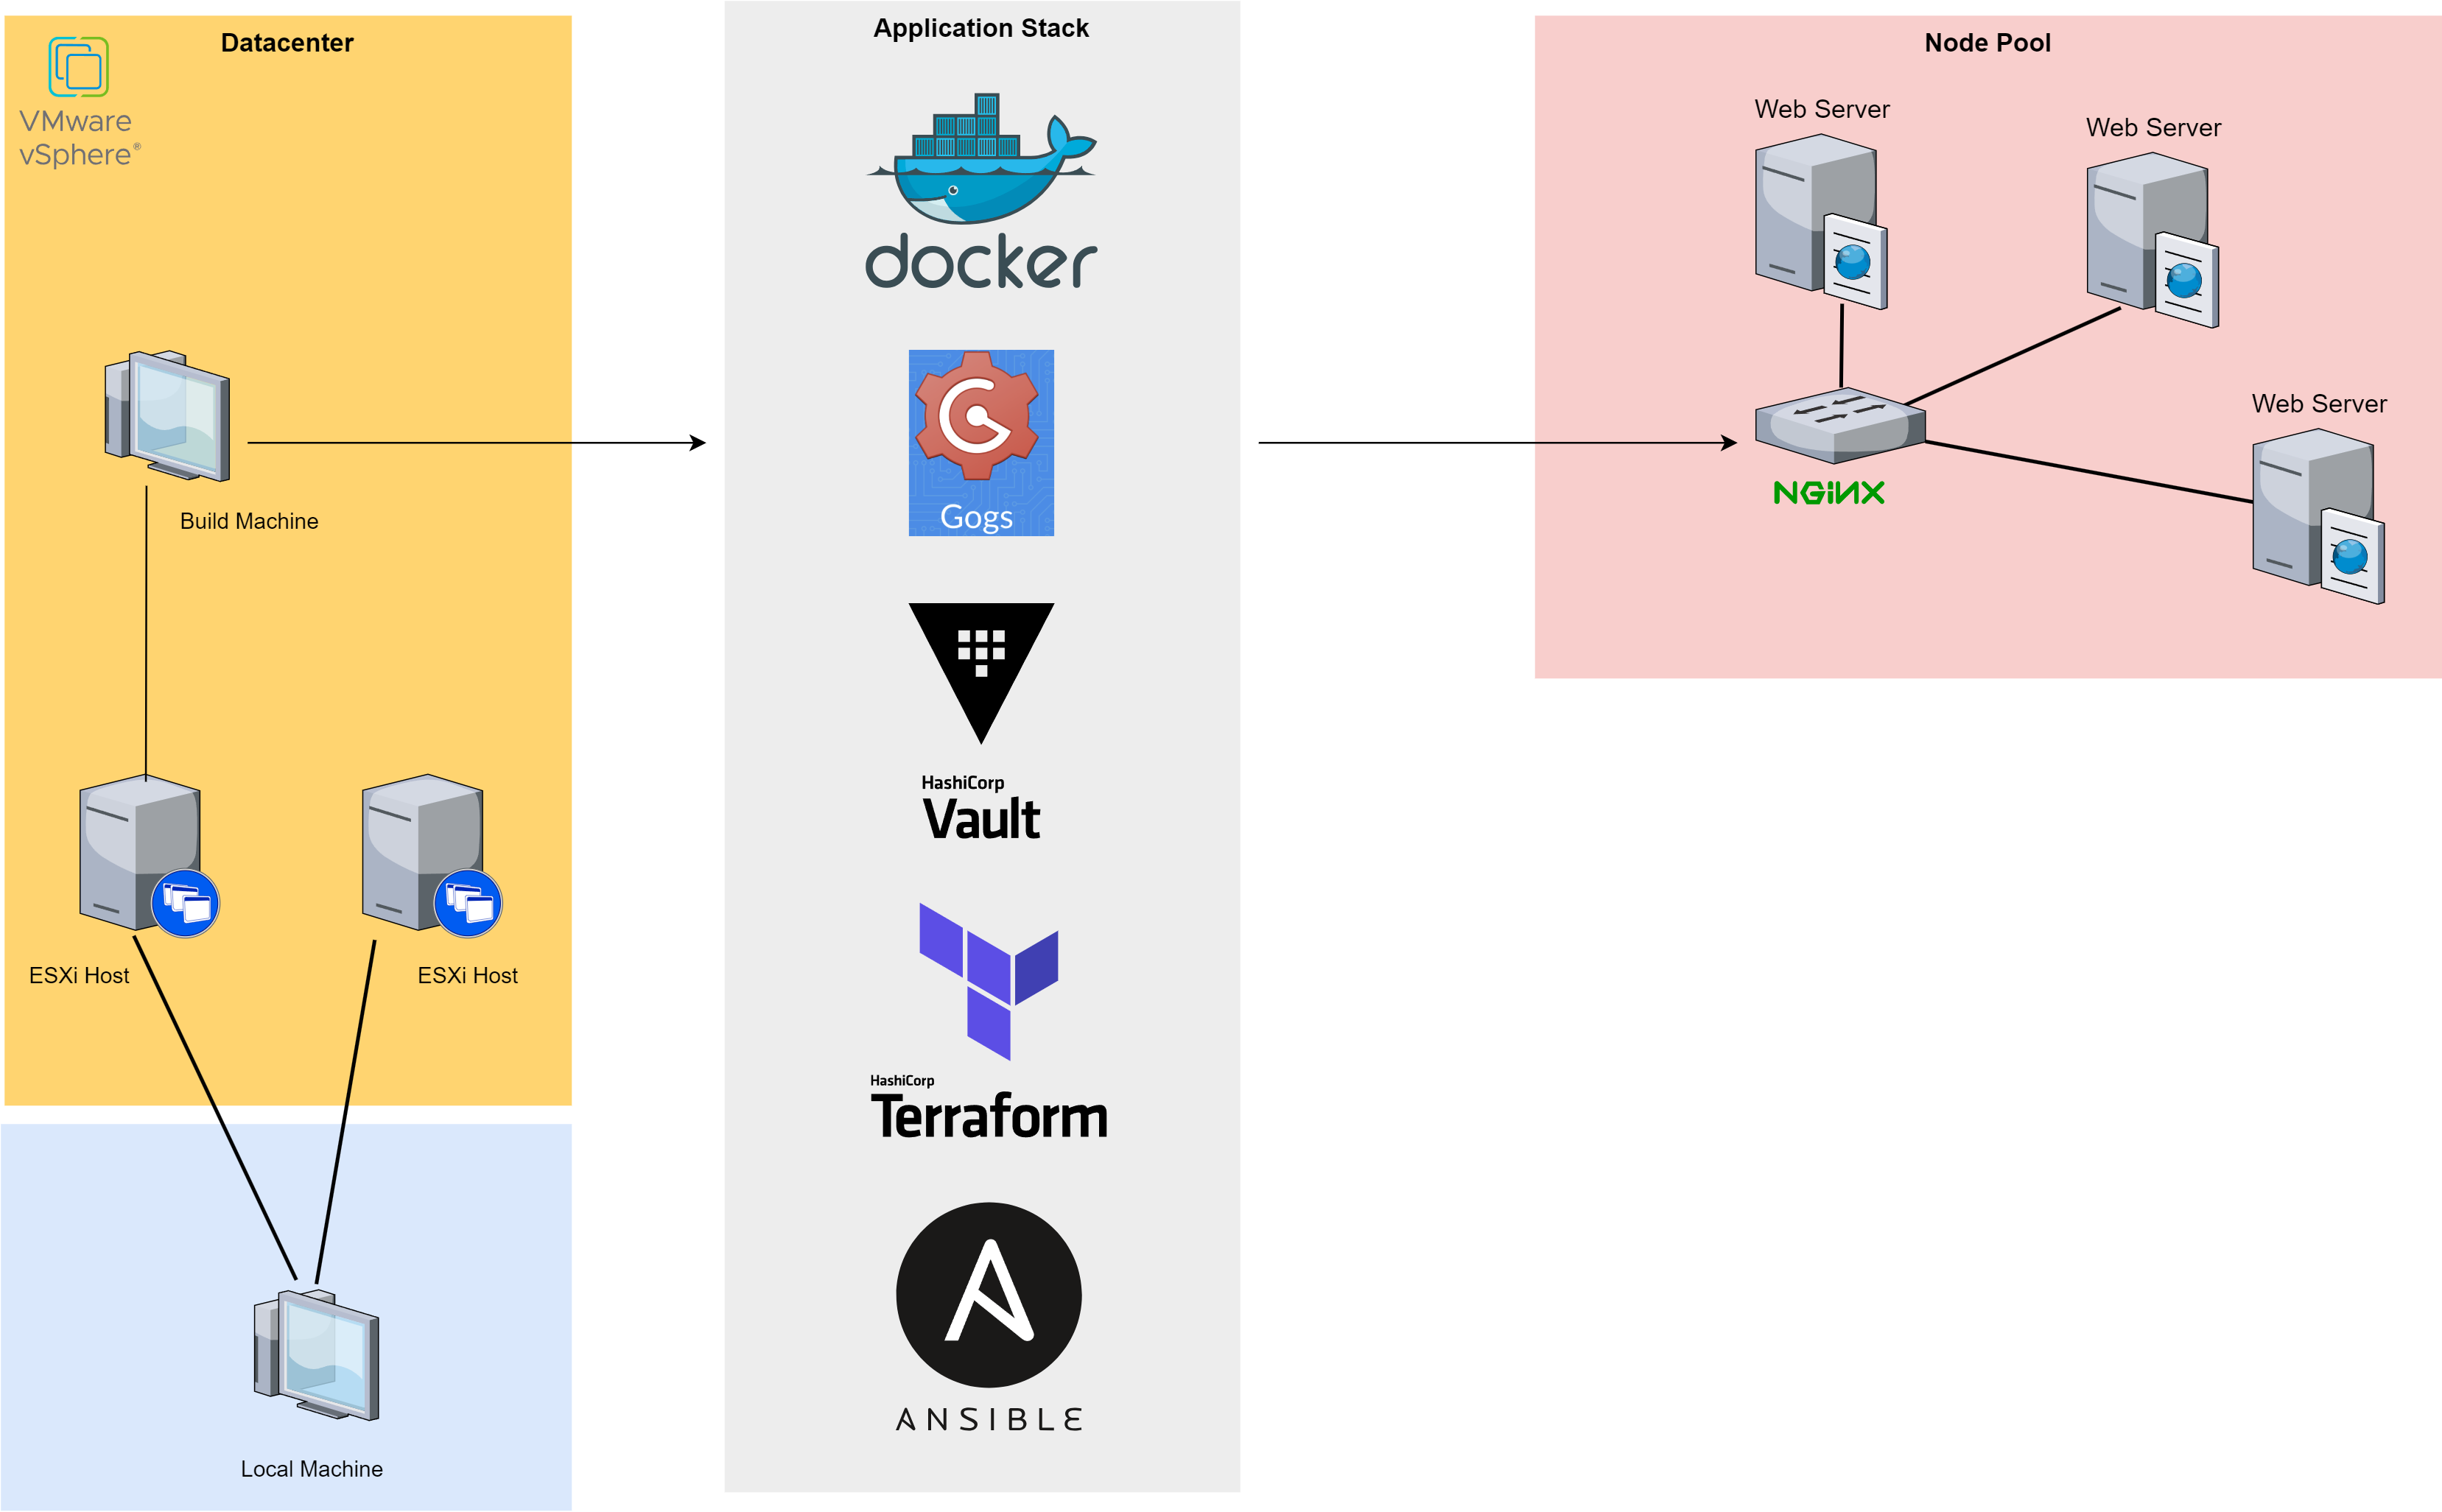 Datacenter
VMware
vSphere®
Build Machine
ESXi Host
ESXi Host
Local Machine
Application Stack
docker
Gogs
HashiCorp
Vault
HashiCorp
Terraform
ANSIBLE
Node Pool
Web Server
Web Server
Web Server
NGINX